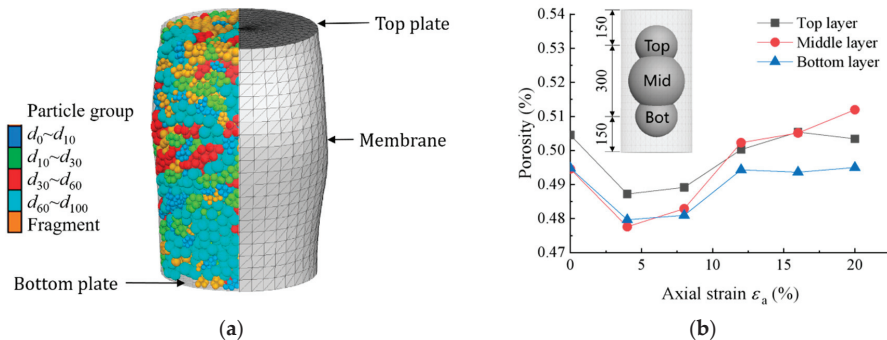 Top plate
Membrane
Particle group
d0~d10
d10~d30
d30~d60
d60~d100
Fragment
Bottom plate
(a)
0.54
0.53
0.52
0.51
0.50
0.49
0.48
0.47
Porosity (%)
150
300
150
Top
Mid
Bot
Top layer
Middle layer
Bottom layer
0 5 10 15 20
Axial strain εa (%)
(b)